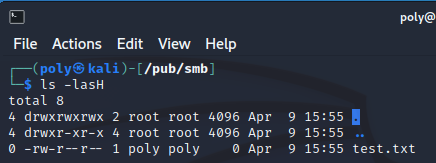 poly@
File Actions Edit View Help
┌──(poly㉿kali)-[/pub/smb]
└─$ ls -lasH
total 8
4 drwxrwxrwx 2 root root 4096 Apr  9 15:55 .
4 drwxr-xr-x 4 root root 4096 Apr  9 15:55 ..
0 -rw-r--r-- 1 poly poly    0 Apr  9 15:55 test.txt